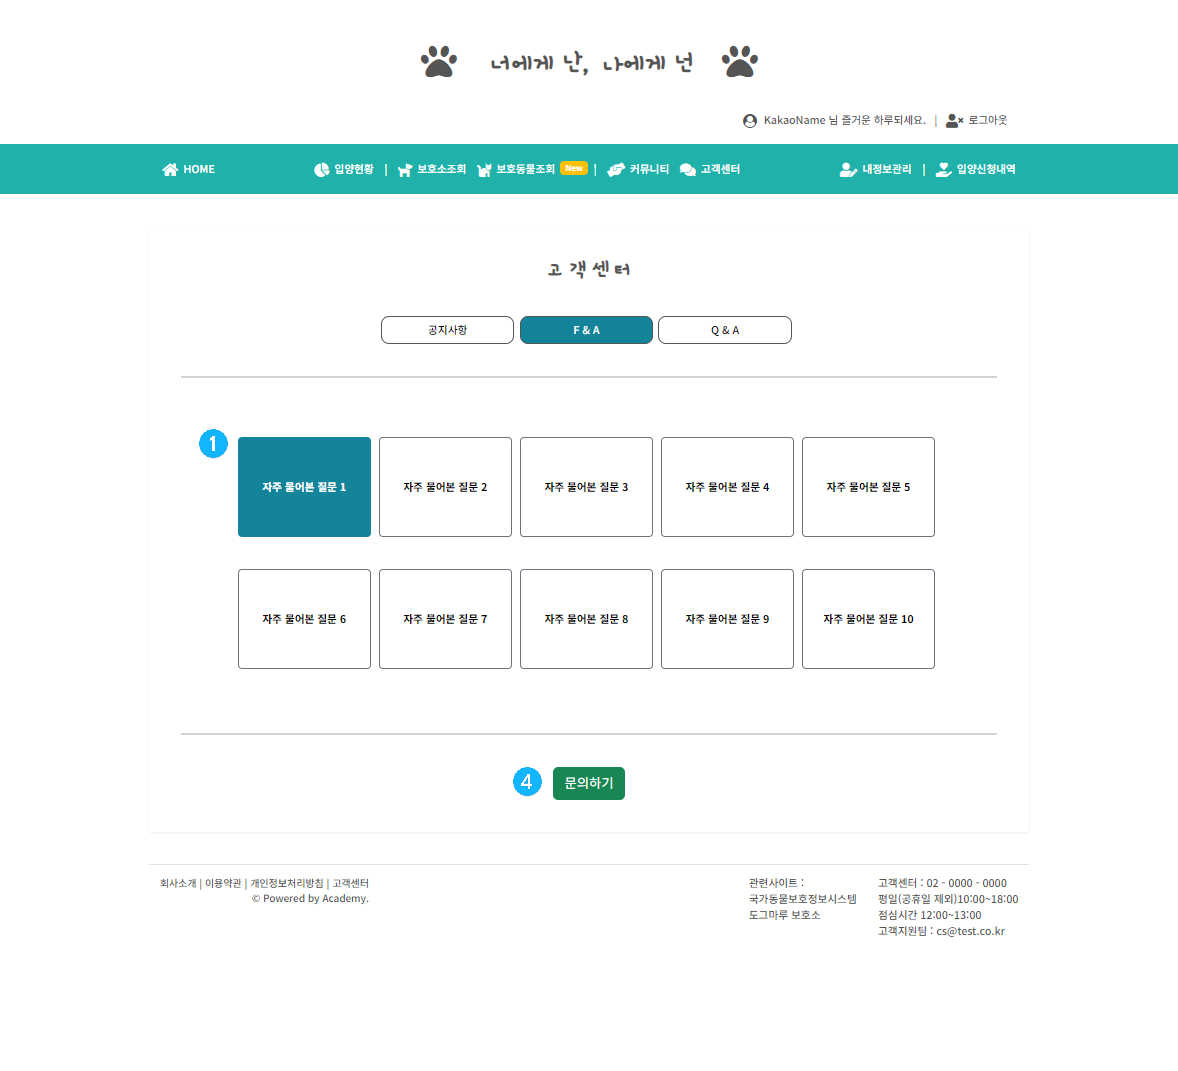 너에게 난, 나에게 넌
KakaoName 님 즐거운 하루되세요. | 로그아웃
HOME 입양현황 | 보호소조회 보호동물조회 New | 커뮤니티 고객센터 내정보관리 | 입양신청내역
고객센터
공지사항 F & A Q & A
1
자주 물어본 질문 1 자주 물어본 질문 2 자주 물어본 질문 3 자주 물어본 질문 4 자주 물어본 질문 5
자주 물어본 질문 6 자주 물어본 질문 7 자주 물어본 질문 8 자주 물어본 질문 9 자주 물어본 질문 10
4 문의하기
회사소개 | 이용약관 | 개인정보처리방침 | 고객센터
© Powered by Academy.
관련사이트 :
국가동물보호정보시스템
도그마루 보호소
고객센터 : 02 - 0000 - 0000
평일(공휴일 제외)10:00~18:00
점심시간 12:00~13:00
고객지원팀 : cs@test.co.kr